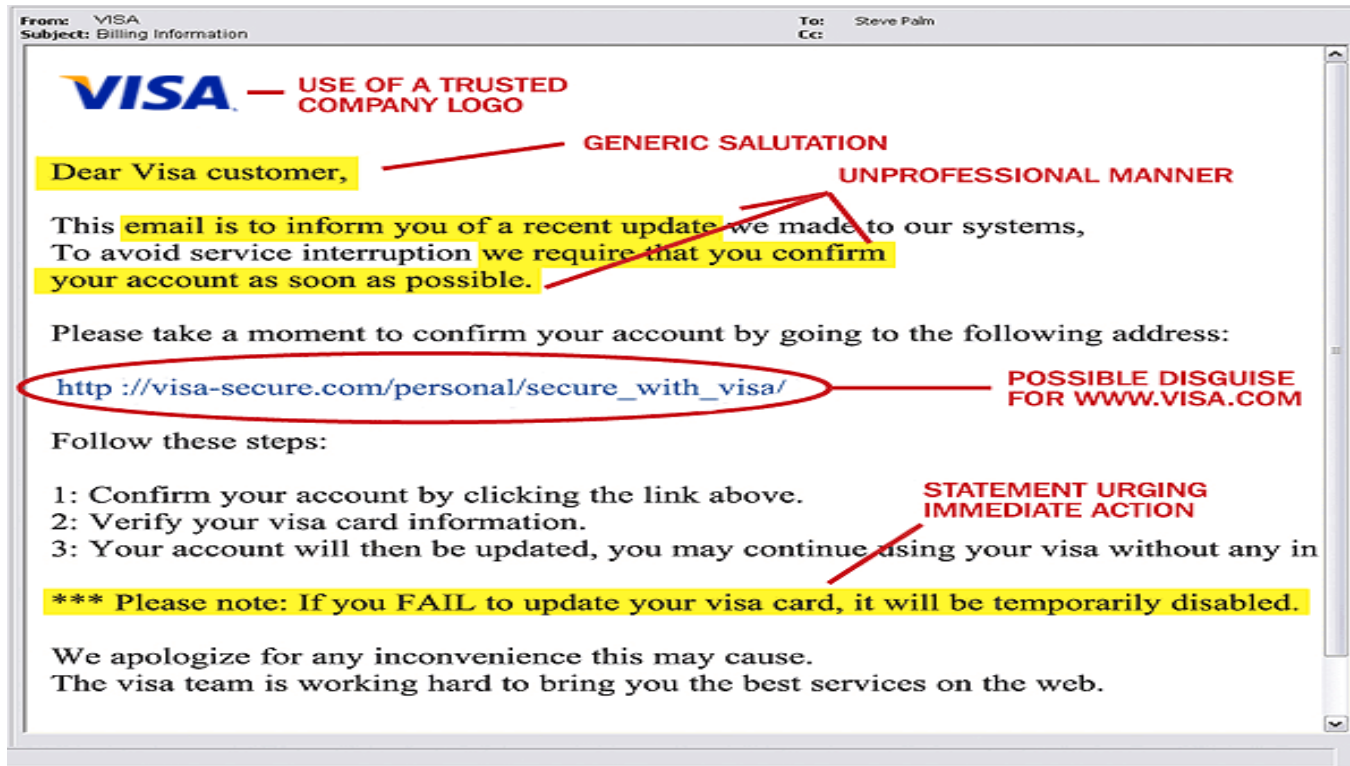 From: VISA To: Steve Palm
Subject: Billing Information Cc:
VISA USE OF A TRUSTED
COMPANY LOGO
GENERIC SALUTATION
Dear Visa customer,
UNPROFESSIONAL MANNER
This email is to inform you of a recent update we made to our systems,
To avoid service interruption we require that you confirm
your account as soon as possible.
Please take a moment to confirm your account by going to the following address:
http ://visa-secure.com/personal/secure_with_visa/
POSSIBLE DISGUISE
FOR WWW.VISA.COM
Follow these steps:
1: Confirm your account by clicking the link above.
2: Verify your visa card information.
3: Your account will then be updated, you may continue using your visa without any in
STATEMENT URGING
IMMEDIATE ACTION
*** Please note: If you FAIL to update your visa card, it will be temporarily disabled.
We apologize for any inconvenience this may cause.
The visa team is working hard to bring you the best services on the web.